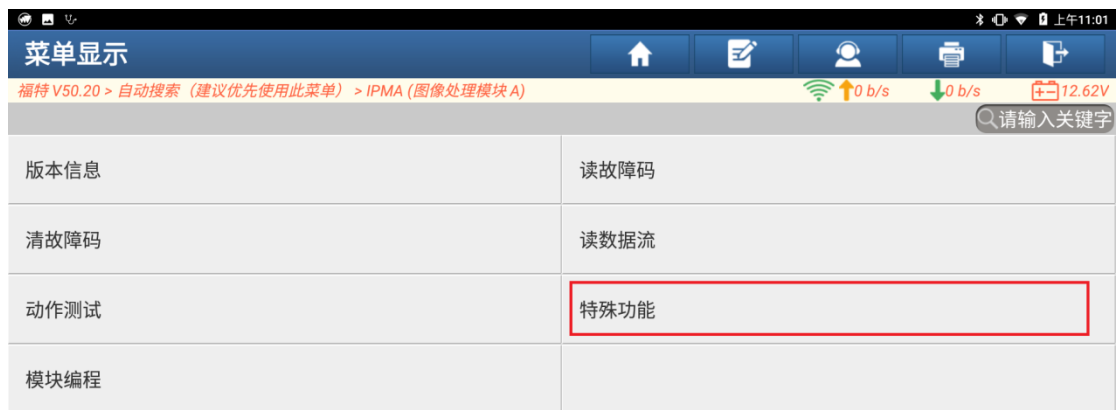 上午11:01
菜单显示
福特 V50.20 > 自动搜索（建议优先使用此菜单） > IPMA (图像处理模块 A)
0 b/s
0 b/s
12.62V
请输入关键字
版本信息
读故障码
清故障码
读数据流
动作测试
特殊功能
模块编程